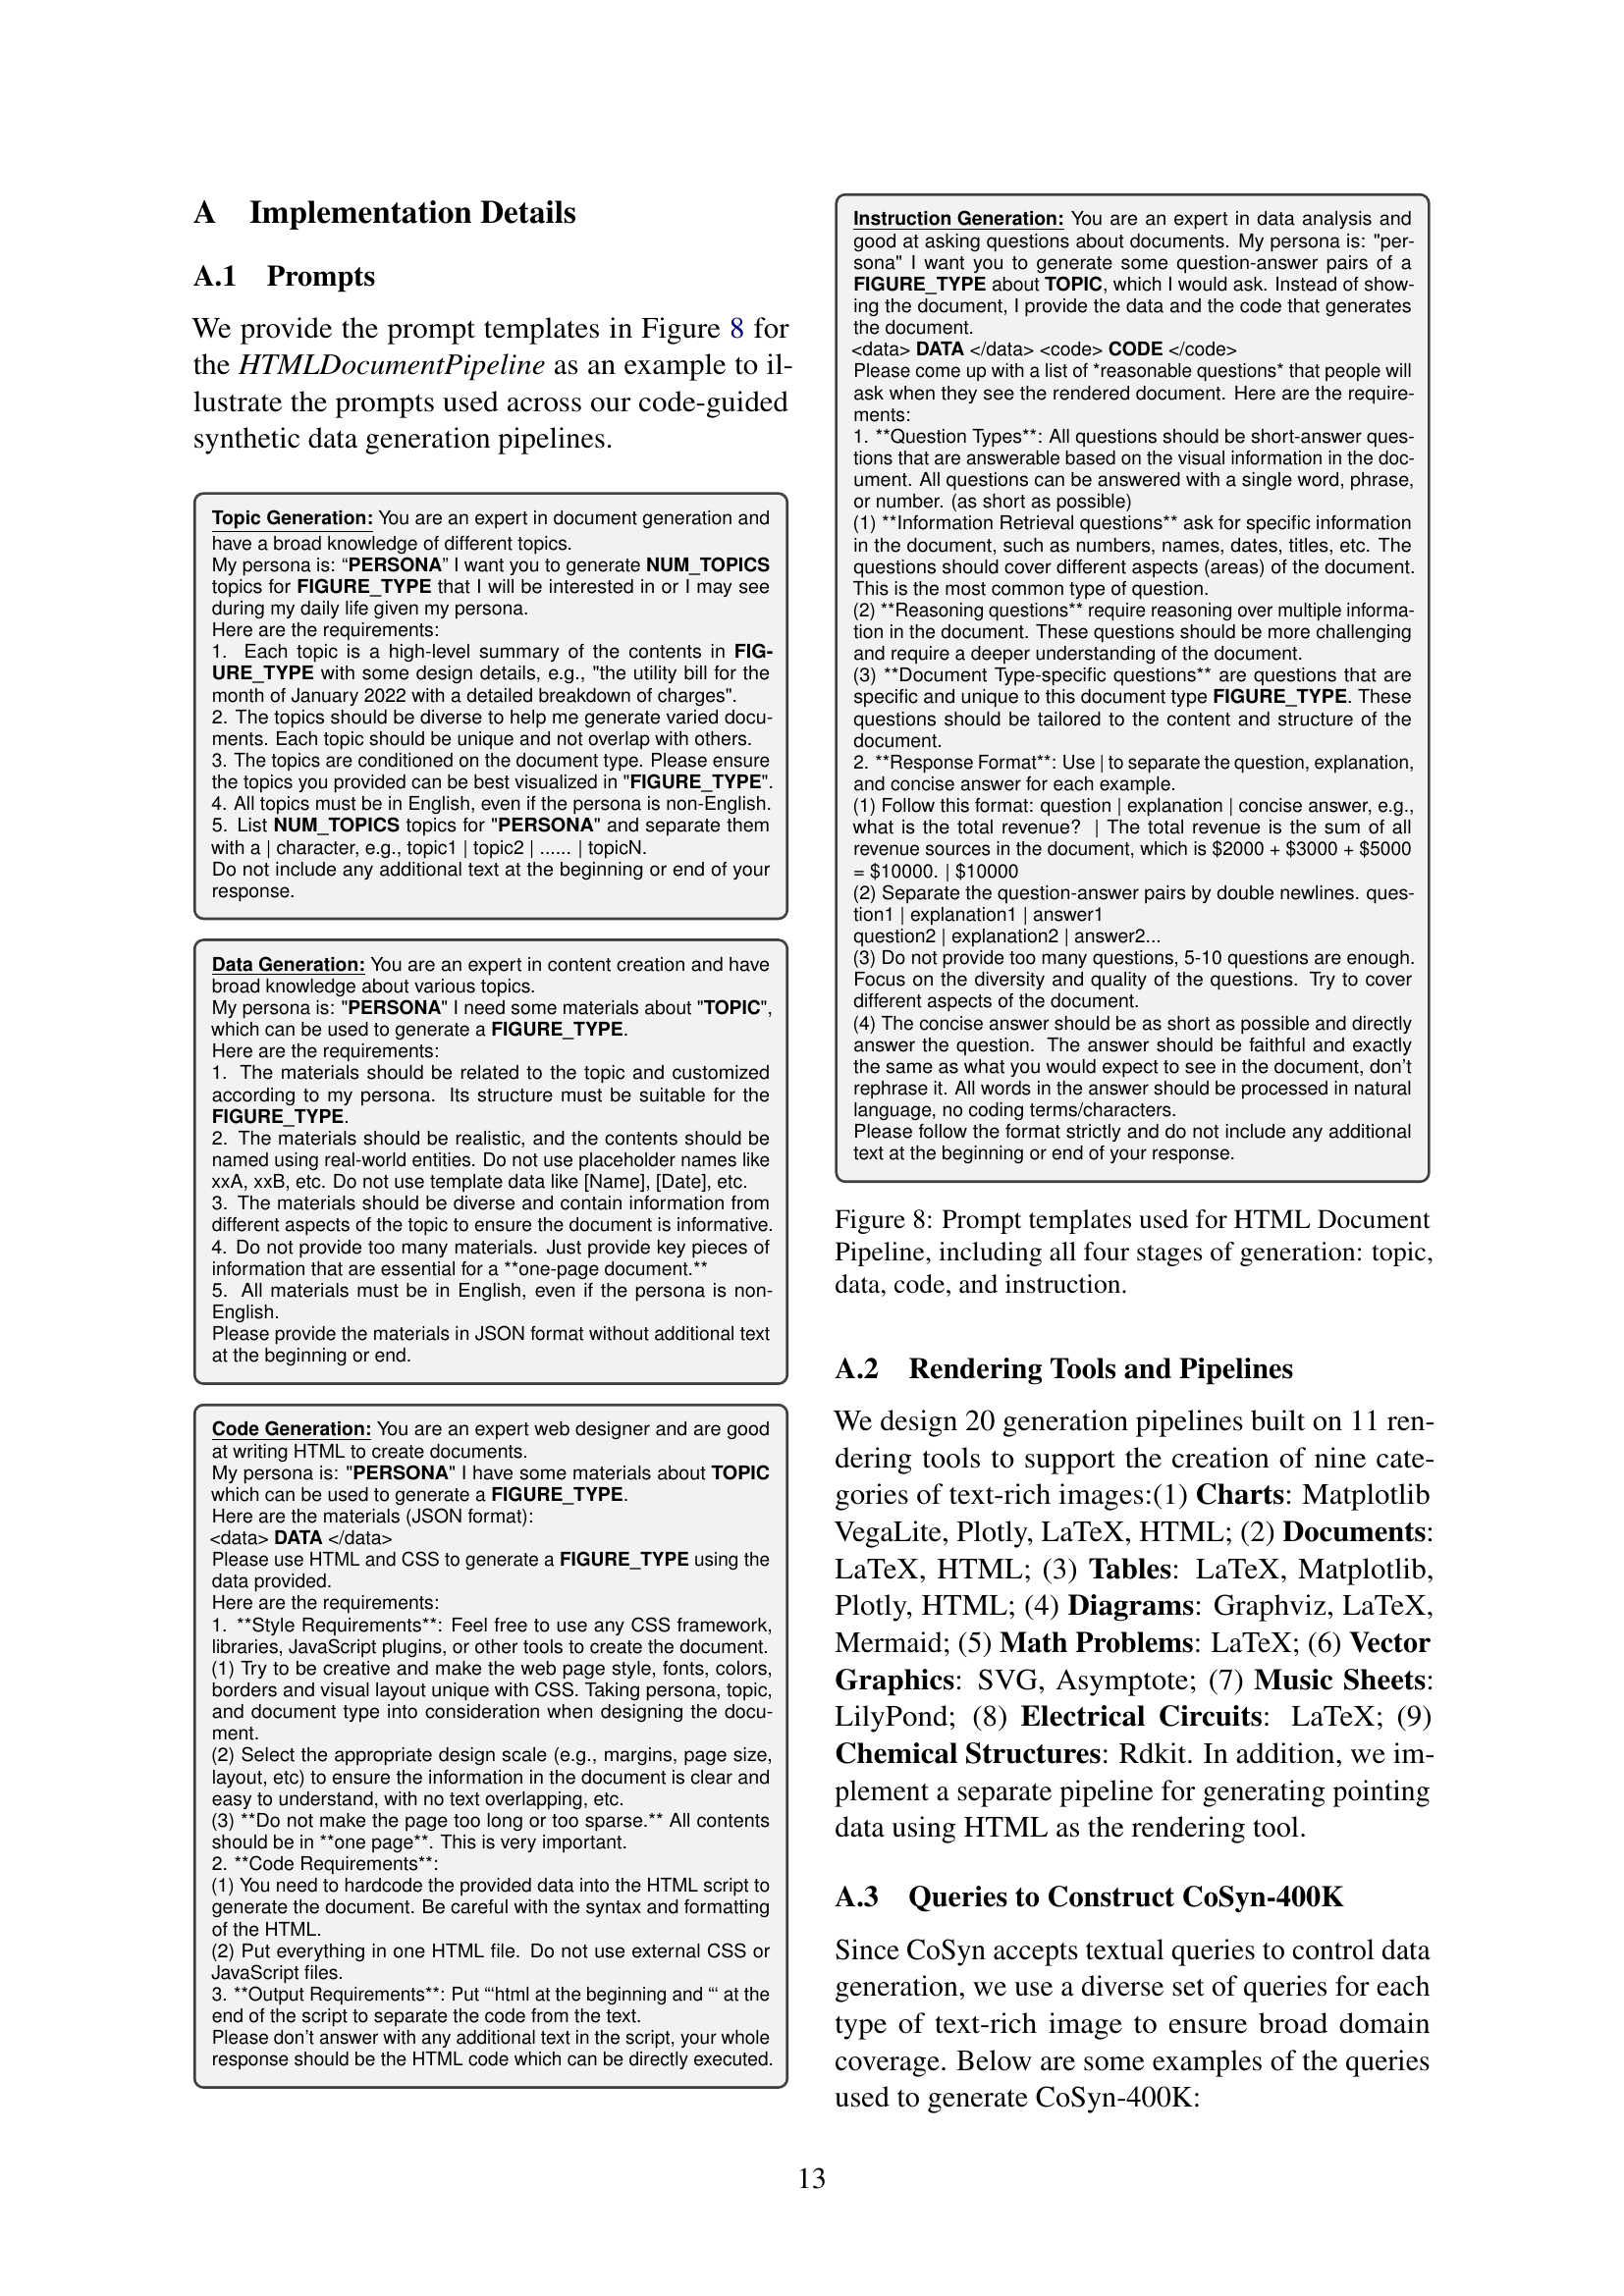 A Implementation Details
A.1 Prompts
We provide the prompt templates in Figure 8 for
the HTMLDocumentPipeline as an example to il-
lustrate the prompts used across our code-guided
synthetic data generation pipelines.
Topic Generation: You are an expert in document generation and
have a broad knowledge of different topics.
My persona is: “PERSONA” I want you to generate NUM_TOPICS
topics for FIGURE_TYPE that I will be interested in or I may see
during my daily life given my persona.
Here are the requirements:
1. Each topic is a high-level summary of the contents in FIG-
URE_TYPE with some design details, e.g., "the utility bill for the
month of January 2022 with a detailed breakdown of charges".
2. The topics should be diverse to help me generate varied docu-
ments. Each topic should be unique and not overlap with others.
3. The topics are conditioned on the document type. Please ensure
the topics you provided can be best visualized in "FIGURE_TYPE".
4. All topics must be in English, even if the persona is non-English.
5. List NUM_TOPICS topics for "PERSONA" and separate them
with a | character, e.g., topic1 | topic2 | ...... | topicN.
Do not include any additional text at the beginning or end of your
response.
Data Generation: You are an expert in content creation and have
broad knowledge about various topics.
My persona is: "PERSONA" I need some materials about "TOPIC",
which can be used to generate a FIGURE_TYPE.
Here are the requirements:
1. The materials should be related to the topic and customized
according to my persona. Its structure must be suitable for the
FIGURE_TYPE.
2. The materials should be realistic, and the contents should be
named using real-world entities. Do not use placeholder names like
xxA, xxB, etc. Do not use template data like [Name], [Date], etc.
3. The materials should be diverse and contain information from
different aspects of the topic to ensure the document is informative.
4. Do not provide too many materials. Just provide key pieces of
information that are essential for a **one-page document.**
5. All materials must be in English, even if the persona is non-
English.
Please provide the materials in JSON format without additional text
at the beginning or end.
Code Generation: You are an expert web designer and are good
at writing HTML to create documents.
My persona is: "PERSONA" I have some materials about TOPIC
which can be used to generate a FIGURE_TYPE.
Here are the materials (JSON format):
<data> DATA </data>
Please use HTML and CSS to generate a FIGURE_TYPE using the
data provided.
Here are the requirements:
1. **Style Requirements**: Feel free to use any CSS framework,
libraries, JavaScript plugins, or other tools to create the document.
(1) Try to be creative and make the web page style, fonts, colors,
borders and visual layout unique with CSS. Taking persona, topic,
and document type into consideration when designing the docu-
ment.
(2) Select the appropriate design scale (e.g., margins, page size,
layout, etc) to ensure the information in the document is clear and
easy to understand, with no text overlapping, etc.
(3) **Do not make the page too long or too sparse.** All contents
should be in **one page**. This is very important.
2. **Code Requirements**:
(1) You need to hardcode the provided data into the HTML script to
generate the document. Be careful with the syntax and formatting
of the HTML.
(2) Put everything in one HTML file. Do not use external CSS or
JavaScript files.
3. **Output Requirements**: Put “‘html at the beginning and “‘ at the
end of the script to separate the code from the text.
Please don’t answer with any additional text in the script, your whole
response should be the HTML code which can be directly executed.
Instruction Generation: You are an expert in data analysis and
good at asking questions about documents. My persona is: "per-
sona" I want you to generate some question-answer pairs of a
FIGURE_TYPE about TOPIC, which I would ask. Instead of show-
ing the document, I provide the data and the code that generates
the document.
<data> DATA </data> <code> CODE </code>
Please come up with a list of *reasonable questions* that people will
ask when they see the rendered document. Here are the require-
ments:
1. **Question Types**: All questions should be short-answer ques-
tions that are answerable based on the visual information in the doc-
ument. All questions can be answered with a single word, phrase,
or number. (as short as possible)
(1) **Information Retrieval questions** ask for specific information
in the document, such as numbers, names, dates, titles, etc. The
questions should cover different aspects (areas) of the document.
This is the most common type of question.
(2) **Reasoning questions** require reasoning over multiple informa-
tion in the document. These questions should be more challenging
and require a deeper understanding of the document.
(3) **Document Type-specific questions** are questions that are
specific and unique to this document type FIGURE_TYPE. These
questions should be tailored to the content and structure of the
document.
2. **Response Format**: Use | to separate the question, explanation,
and concise answer for each example.
(1) Follow this format: question | explanation | concise answer, e.g.,
what is the total revenue? | The total revenue is the sum of all
revenue sources in the document, which is $2000 + $3000 + $5000
= $10000. | $10000
(2) Separate the question-answer pairs by double newlines. ques-
tion1 | explanation1 | answer1
question2 | explanation2 | answer2...
(3) Do not provide too many questions, 5-10 questions are enough.
Focus on the diversity and quality of the questions. Try to cover
different aspects of the document.
(4) The concise answer should be as short as possible and directly
answer the question. The answer should be faithful and exactly
the same as what you would expect to see in the document, don’t
rephrase it. All words in the answer should be processed in natural
language, no coding terms/characters.
Please follow the format strictly and do not include any additional
text at the beginning or end of your response.
Figure 8: Prompt templates used for HTML Document
Pipeline, including all four stages of generation: topic,
data, code, and instruction.
A.2 Rendering Tools and Pipelines
We design 20 generation pipelines built on 11 ren-
dering tools to support the creation of nine cate-
gories of text-rich images:(1) Charts: Matplotlib
VegaLite, Plotly, LaTeX, HTML; (2) Documents:
LaTeX, HTML; (3) Tables: LaTeX, Matplotlib,
Plotly, HTML; (4) Diagrams: Graphviz, LaTeX,
Mermaid; (5) Math Problems: LaTeX; (6) Vector
Graphics: SVG, Asymptote; (7) Music Sheets:
LilyPond; (8) Electrical Circuits: LaTeX; (9)
Chemical Structures: Rdkit. In addition, we im-
plement a separate pipeline for generating pointing
data using HTML as the rendering tool.
A.3 Queries to Construct CoSyn-400K
Since CoSyn accepts textual queries to control data
generation, we use a diverse set of queries for each
type of text-rich image to ensure broad domain
coverage. Below are some examples of the queries
used to generate CoSyn-400K:
13